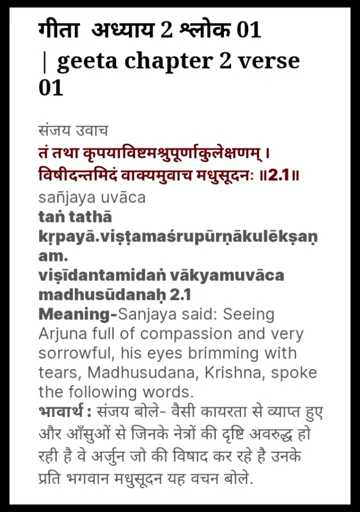 गीता अध्याय 2 श्लोक 01
| geeta chapter 2 verse
01
संजय उवाच
तं तथा कृपयाविष्टमश्रुपूर्णाकुलेक्षणम् ।
विषीदन्तमिदं वाक्यमुवाच मधुसूदनः ॥2.1॥
sañjaya uvāca
taṅ tathā
kṛpayā.viṣṭamaśrupūrṇākulēkṣaṇ
am.
viṣīdantamidaṅ vākyamuvāca
madhusūdanaḥ 2.1
Meaning-Sanjaya said: Seeing
Arjuna full of compassion and very
sorrowful, his eyes brimming with
tears, Madhusudana, Krishna, spoke
the following words.
भावार्थ : संजय बोले- वैसी कायरता से व्याप्त हुए
और आँसुओं से जिनके नेत्रों की दृष्टि अवरुद्ध हो
रही है वे अर्जुन जो की विषाद कर रहे है उनके
प्रति भगवान मधुसूदन यह वचन बोले.